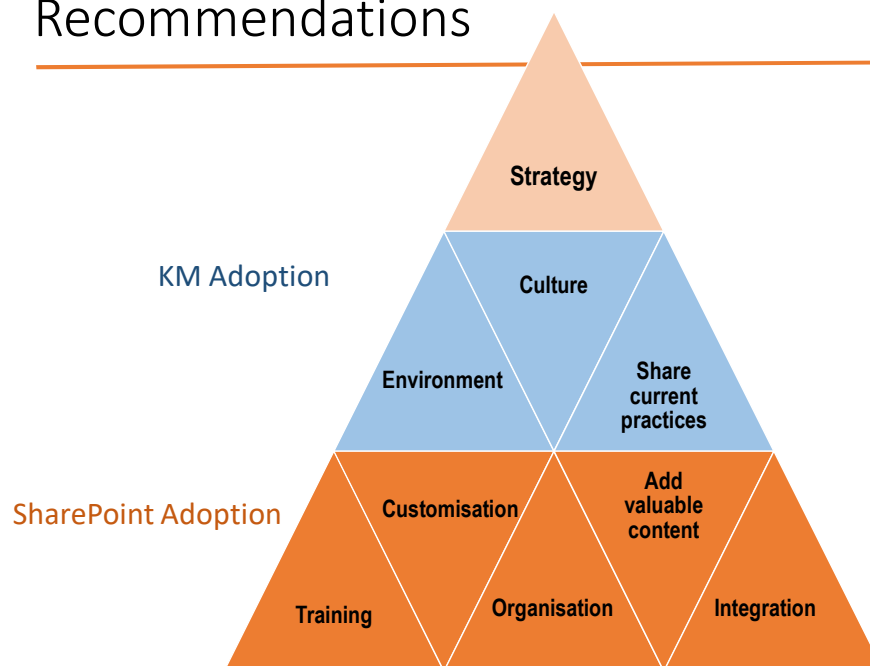 Recommendations
Strategy
KM Adoption
Culture
Environment
Share
current
practices
SharePoint Adoption
Customisation
Add
valuable
content
Training
Organisation
Integration